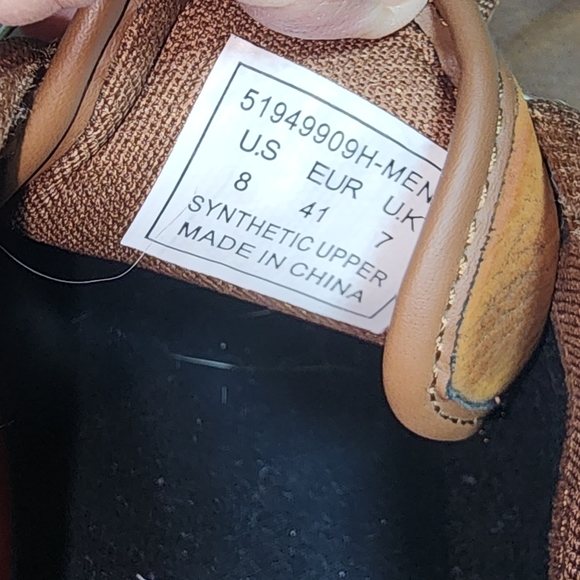 51949909H-MEN
U.S EUR U.K
8 41 7
SYNTHETIC UPPER
MADE IN CHINA